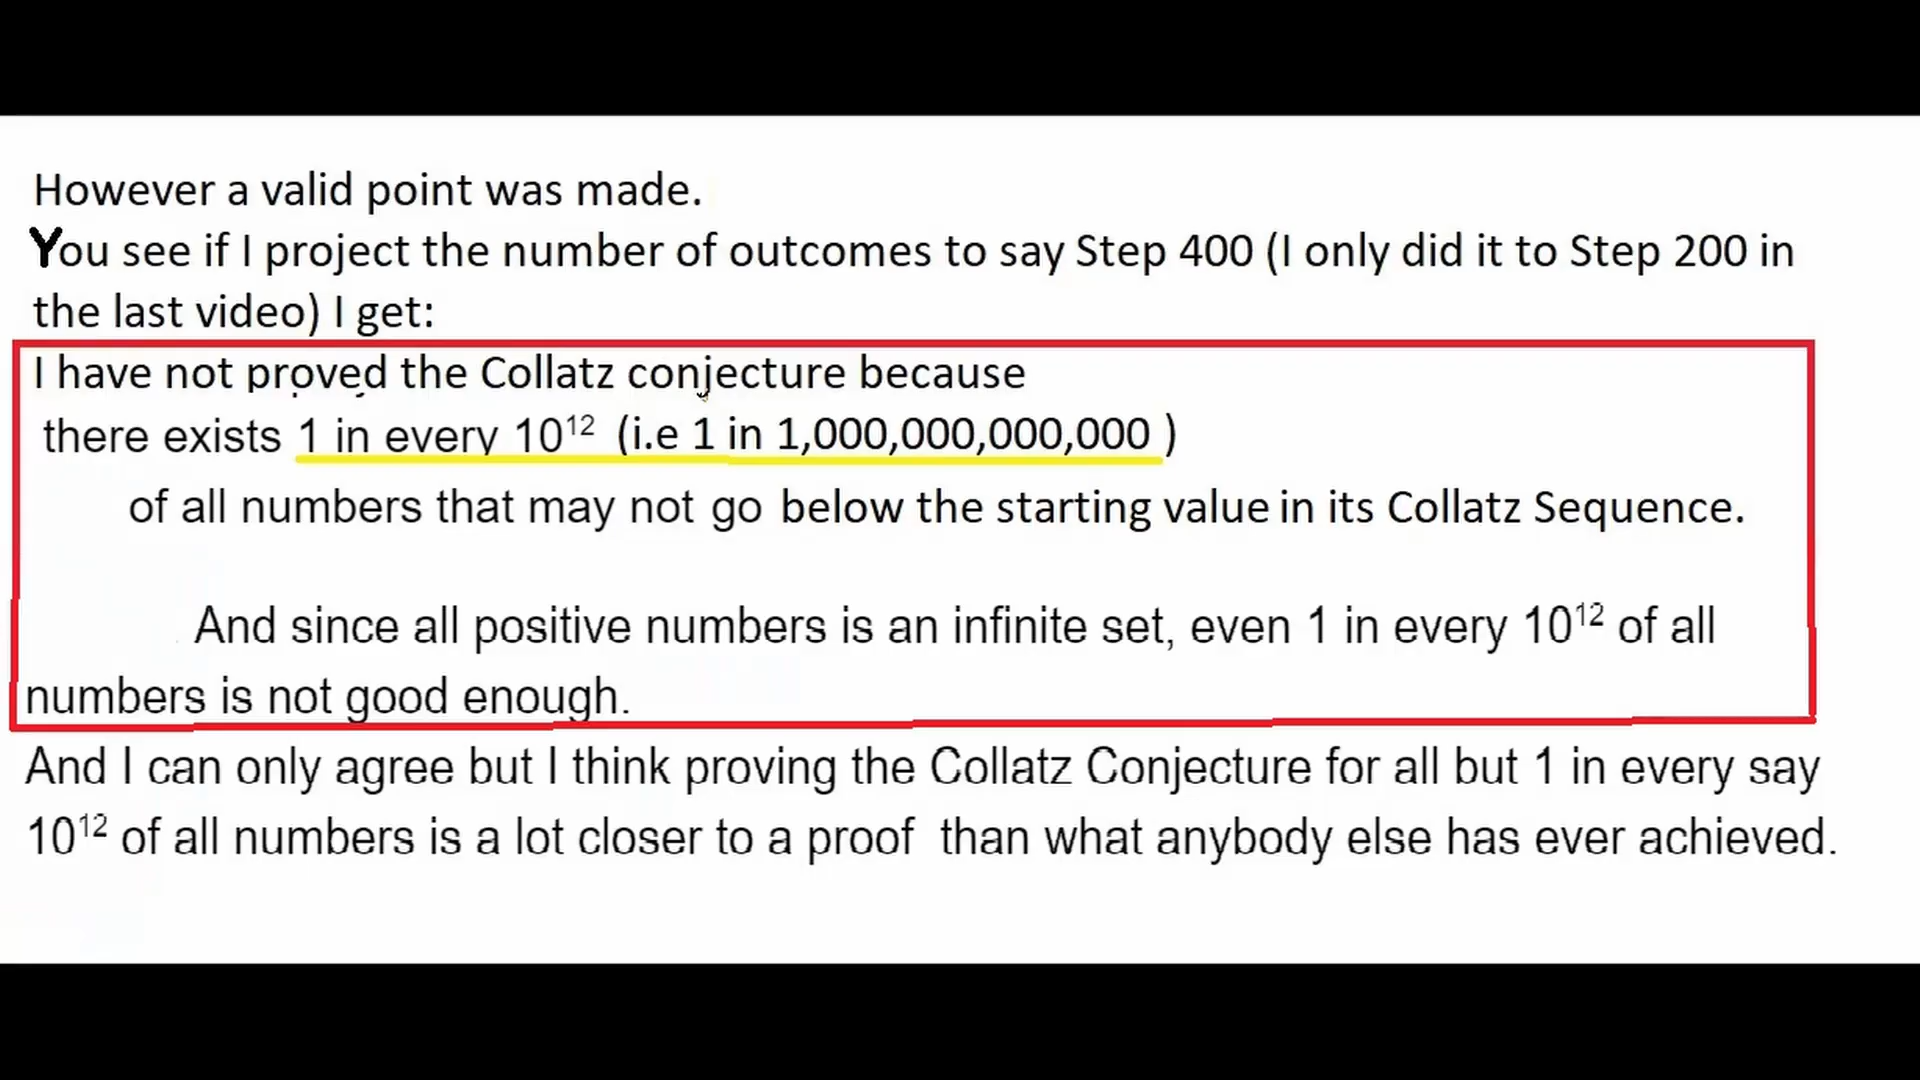 However a valid point was made.
You see if I project the number of outcomes to say Step 400 (I only did it to Step 200 in
the last video) I get:
I have not proved the Collatz conjecture because
there exists 1 in every 10¹² (i.e 1 in 1,000,000,000,000 )
of all numbers that may not go below the starting value in its Collatz Sequence.
And since all positive numbers is an infinite set, even 1 in every 10¹² of all
numbers is not good enough.
And I can only agree but I think proving the Collatz Conjecture for all but 1 in every say
10¹² of all numbers is a lot closer to a proof than what anybody else has ever achieved.